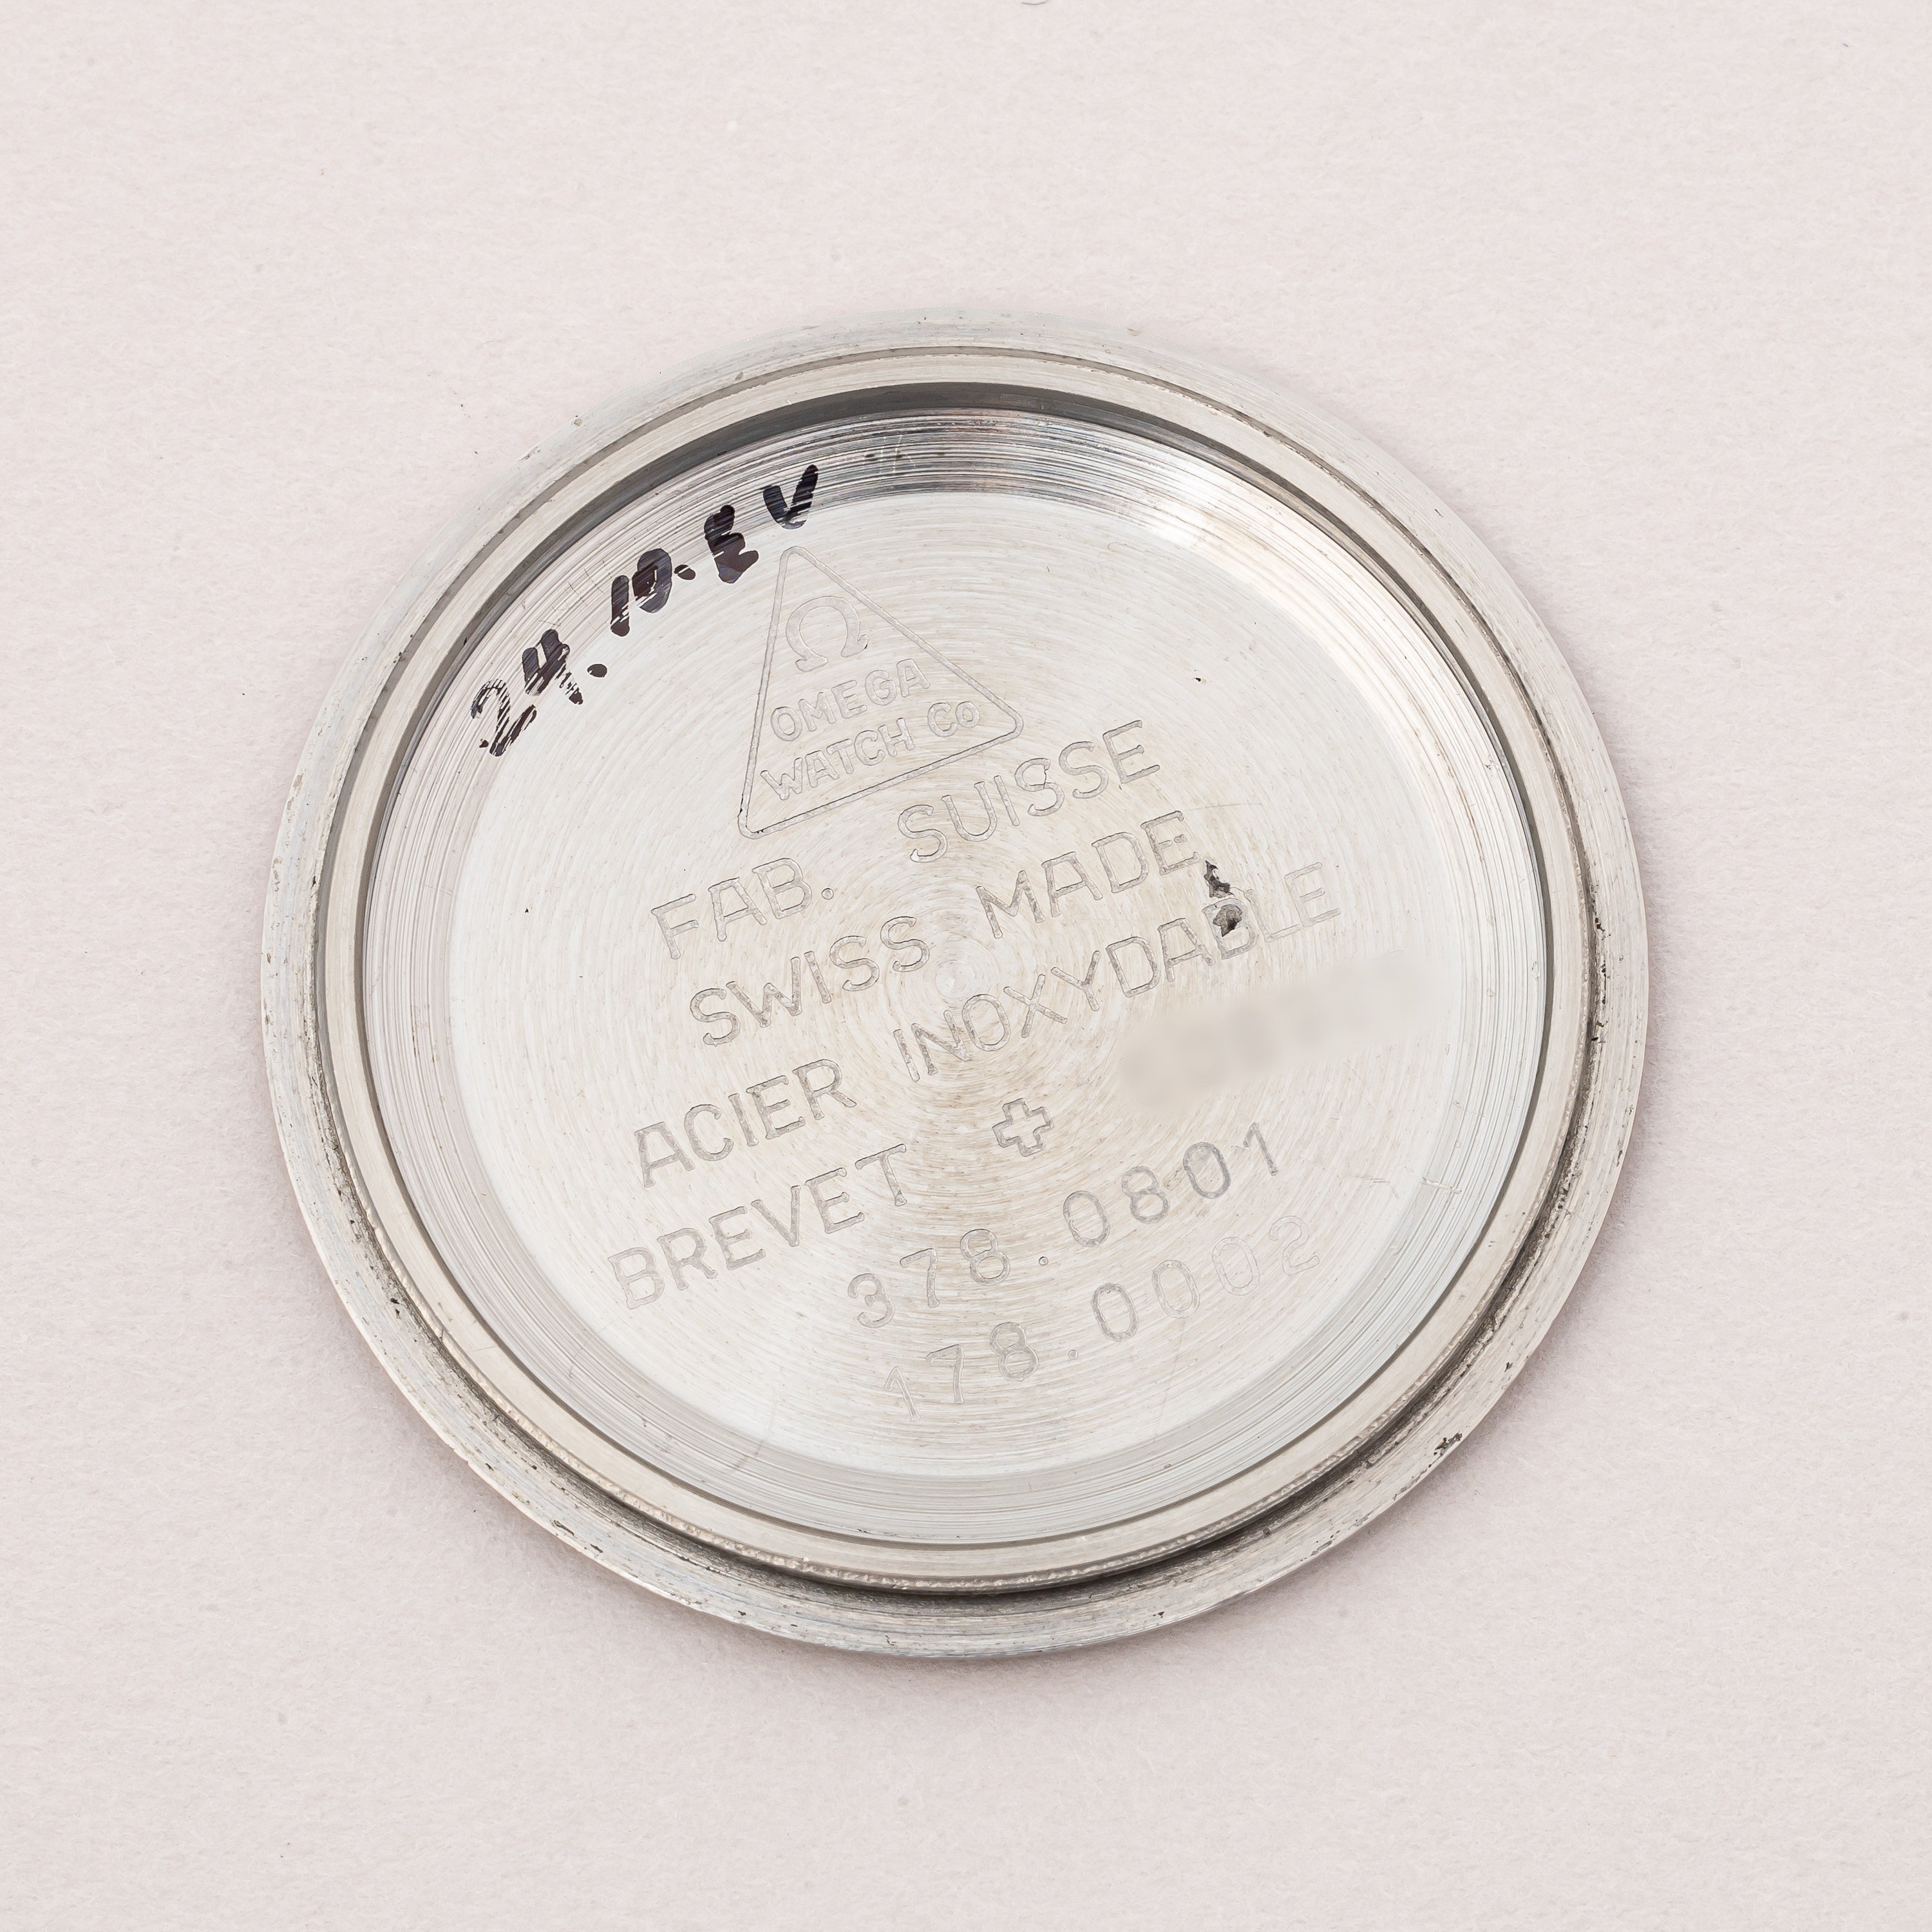 24.10.EV
Ω
OMEGA
WATCH Co
FAB. SUISSE
SWISS MADE
ACIER INOXYDABLE
BREVET ✚
378.0801
178.0002